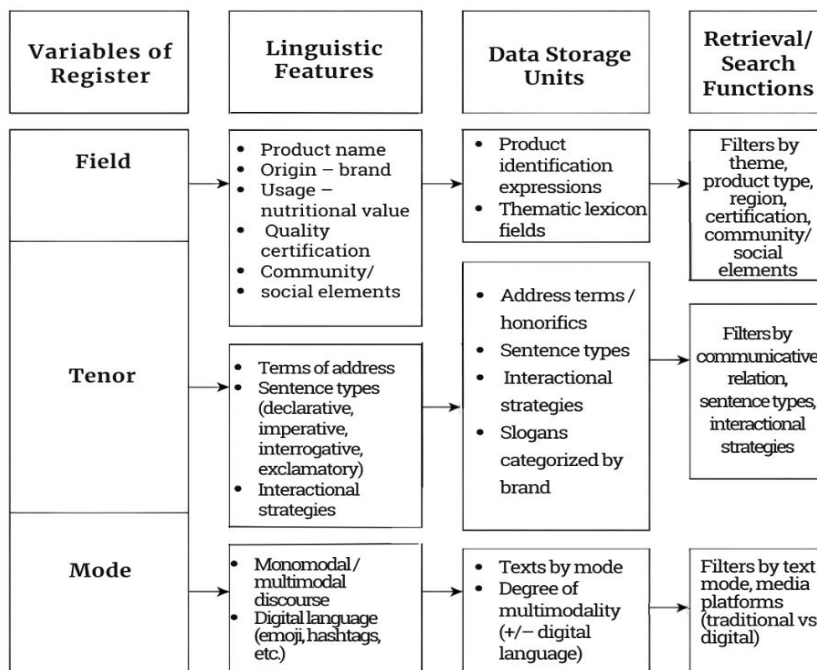 Variables of
Register
Linguistic
Features
Data Storage
Units
Retrieval/
Search
Functions
Field
• Product name
• Origin – brand
• Usage –
nutritional value
• Quality
certification
• Community/
• social elements
• Product
identification
expressions
• Thematic lexicon
fields
Filters by
theme,
product type,
region,
certification,
community/
social
elements
Tenor
• Terms of address
• Sentence types
(declarative,
imperative,
interrogative,
exclamatory)
• Interactional
strategies
• Address terms /
honorifics
• Sentence types
• Interactional
strategies
• Slogans
categorized by
brand
Filters by
communicative
relation,
sentence types,
interactional
strategies
Mode
• Monomodal/
multimodal
discourse
• Digital language
(emoji, hashtags,
etc.)
• Texts by mode
• Degree of
multimodality
(+/− digital
language)
Filters by text
mode, media
platforms
(traditional vs
digital)